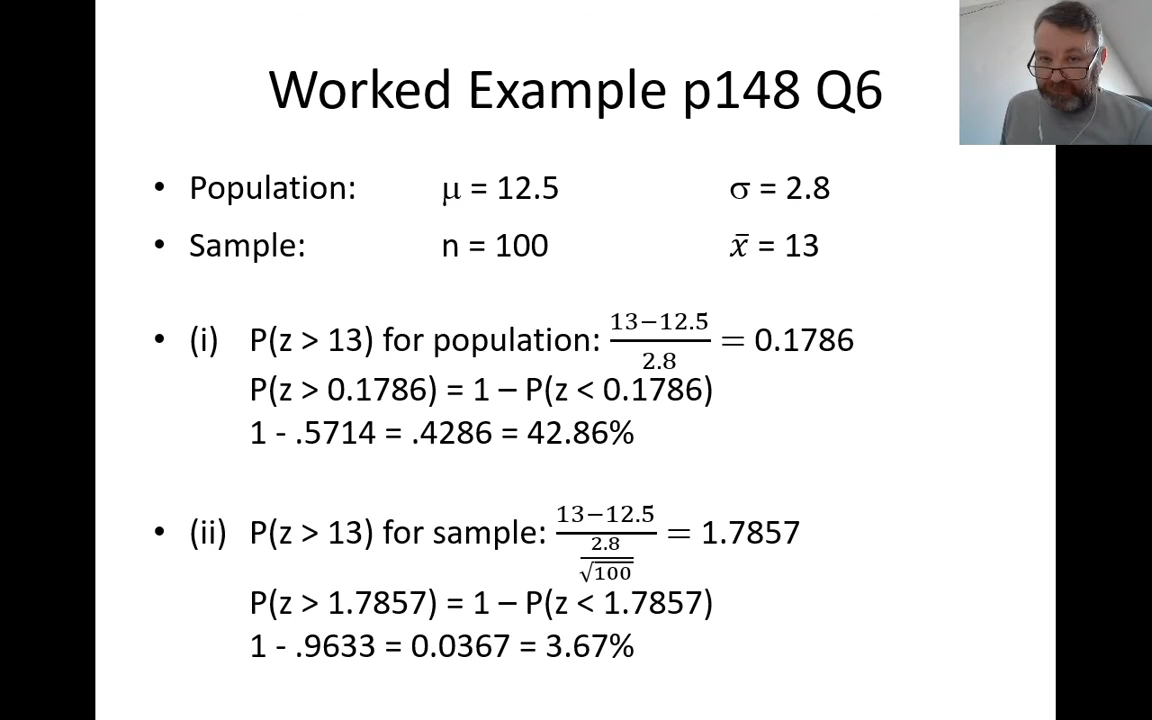 Worked Example p148 Q6
• Population: μ = 12.5 σ = 2.8
• Sample: n = 100 x̄ = 13
• (i) P(z > 13) for population: (13−12.5)/2.8 = 0.1786
P(z > 0.1786) = 1 – P(z < 0.1786)
1 - .5714 = .4286 = 42.86%
• (ii) P(z > 13) for sample: (13−12.5)/(2.8/√100) = 1.7857
P(z > 1.7857) = 1 – P(z < 1.7857)
1 - .9633 = 0.0367 = 3.67%